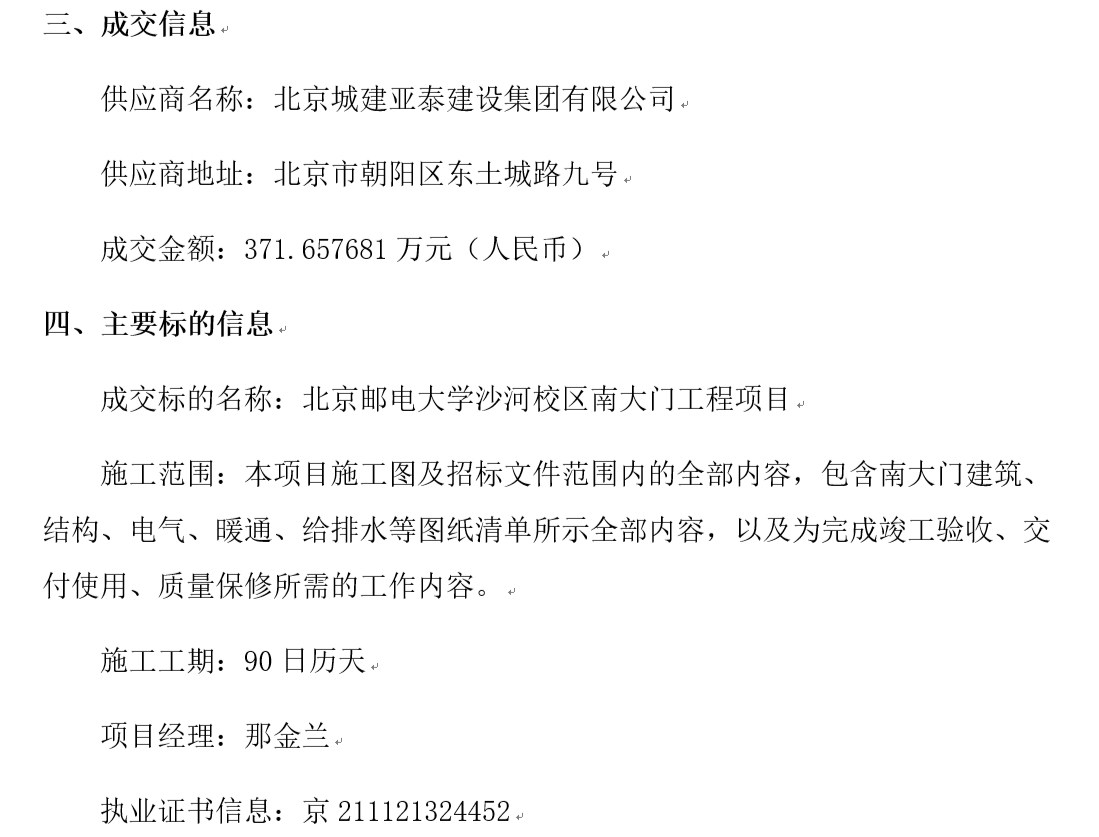 三、成交信息
供应商名称：北京城建亚泰建设集团有限公司
供应商地址：北京市朝阳区东土城路九号
成交金额：371.657681 万元（人民币）
四、主要标的信息
成交标的名称：北京邮电大学沙河校区南大门工程项目
施工范围：本项目施工图及招标文件范围内的全部内容，包含南大门建筑、
结构、电气、暖通、给排水等图纸清单所示全部内容，以及为完成竣工验收、交
付使用、质量保修所需的工作内容。
施工工期：90 日历天
项目经理：那金兰
执业证书信息：京 211121324452